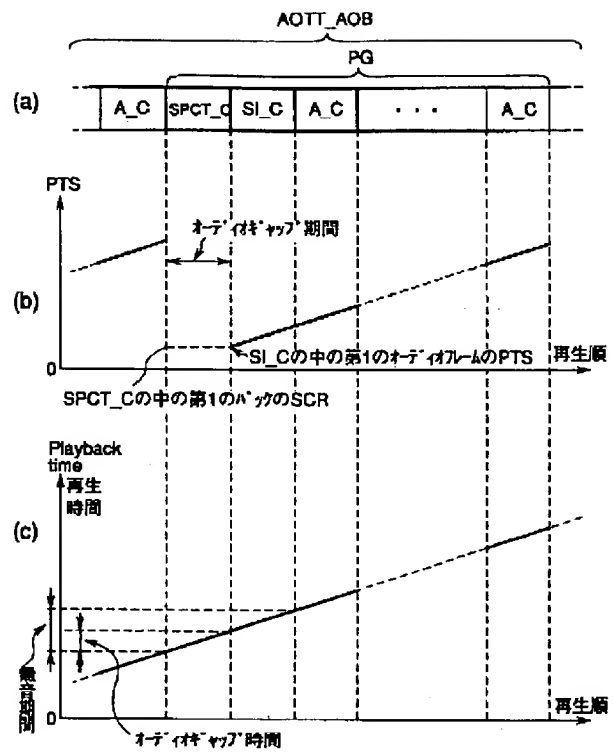 AOTT_AOB
PG
(a)
A_C SPCT_C SI_C A_C ・・・ A_C
PTS
オーディオギャップ期間
(b)
0
再生順
SI_Cの中の第1のオーディオフレームのPTS
SPCT_Cの中の第1のパックのSCR
Playback
time
再生
時間
(c)
無音期間
0
再生順
オーディオギャップ時間